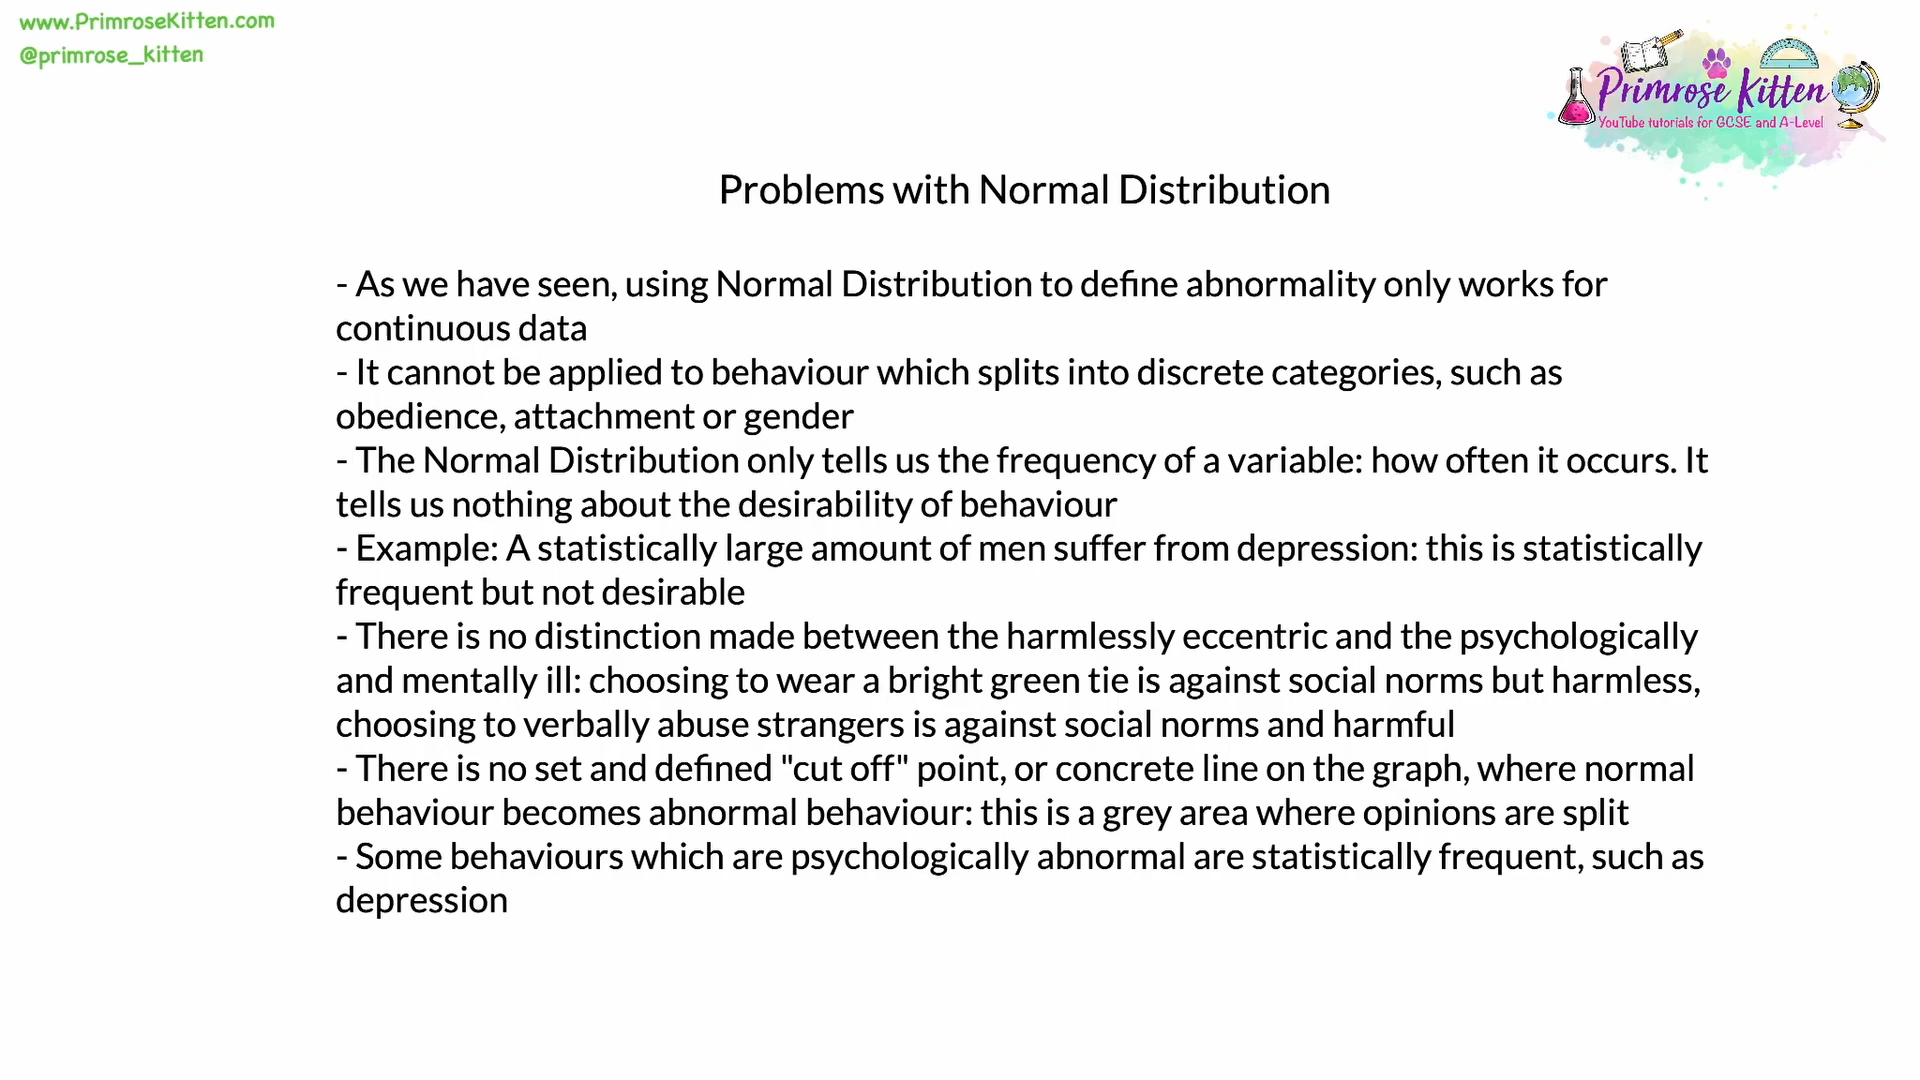 www.PrimroseKitten.com
@primrose_kitten
Primrose Kitten
YouTube tutorials for GCSE and A-Level
Problems with Normal Distribution
- As we have seen, using Normal Distribution to define abnormality only works for
continuous data
- It cannot be applied to behaviour which splits into discrete categories, such as
obedience, attachment or gender
- The Normal Distribution only tells us the frequency of a variable: how often it occurs. It
tells us nothing about the desirability of behaviour
- Example: A statistically large amount of men suffer from depression: this is statistically
frequent but not desirable
- There is no distinction made between the harmlessly eccentric and the psychologically
and mentally ill: choosing to wear a bright green tie is against social norms but harmless,
choosing to verbally abuse strangers is against social norms and harmful
- There is no set and defined "cut off" point, or concrete line on the graph, where normal
behaviour becomes abnormal behaviour: this is a grey area where opinions are split
- Some behaviours which are psychologically abnormal are statistically frequent, such as
depression